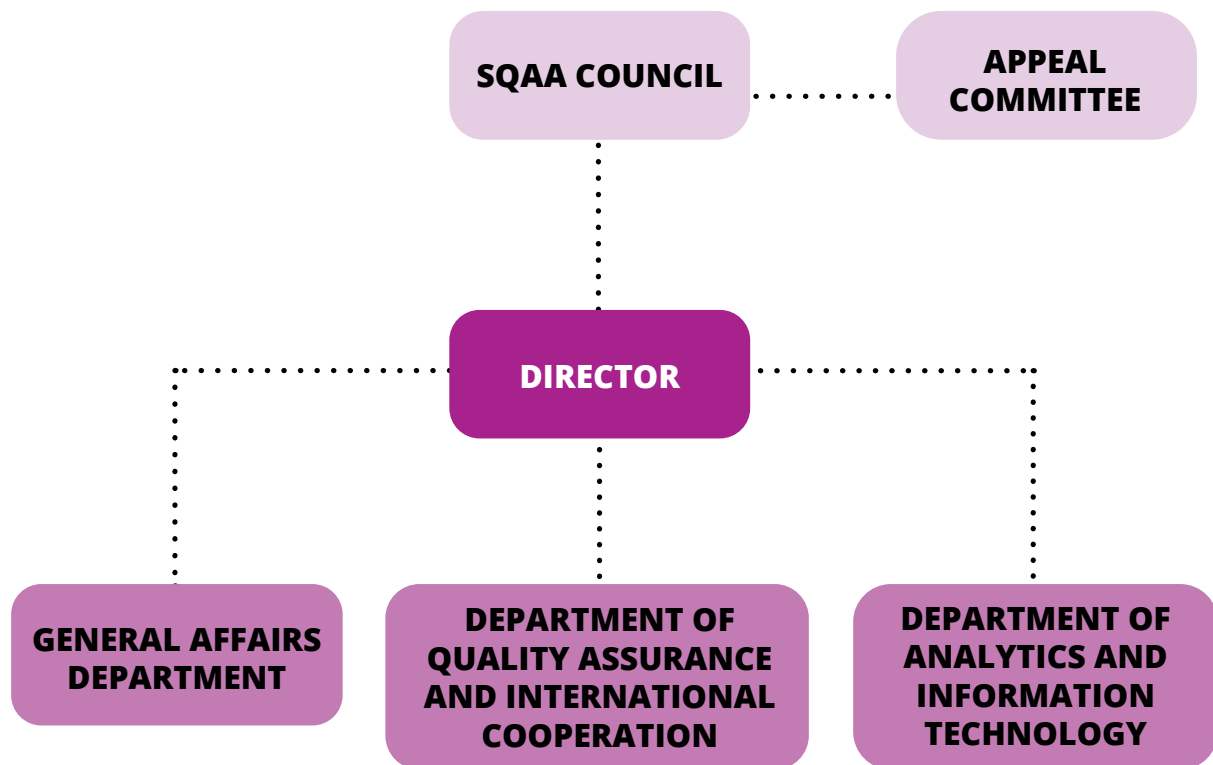 SQAA COUNCIL
APPEAL
COMMITTEE
DIRECTOR
GENERAL AFFAIRS
DEPARTMENT
DEPARTMENT OF
QUALITY ASSURANCE
AND INTERNATIONAL
COOPERATION
DEPARTMENT OF
ANALYTICS AND
INFORMATION
TECHNOLOGY